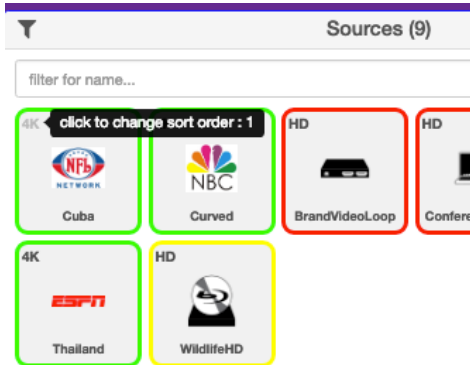 Sources (9)
filter for name...
4K click to change sort order : 1 HD HD
NFL
NETWORK
NBC
Cuba Curved BrandVideoLoop Confere
4K HD
ESPN
Thailand WildlifeHD